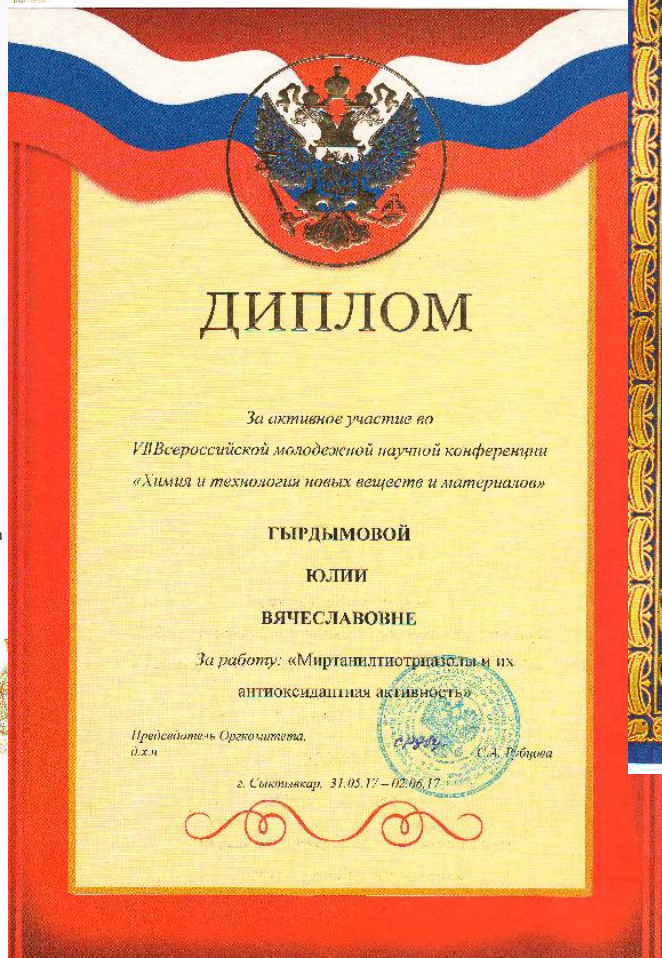 ДИПЛОМ
За активное участие во
VIIВсероссийской молодежной научной конференции
«Химия и технология новых веществ и материалов»
ГЫРДЫМОВОЙ
ЮЛИИ
ВЯЧЕСЛАВОВНЕ
За работу: «Миртанилтиотриазолы и их
антиоксидантная активность»
Председатель Оргкомитета,
д.х.н С.А. Рубцова
г. Сыктывкар, 31.05.17 – 02.06.17